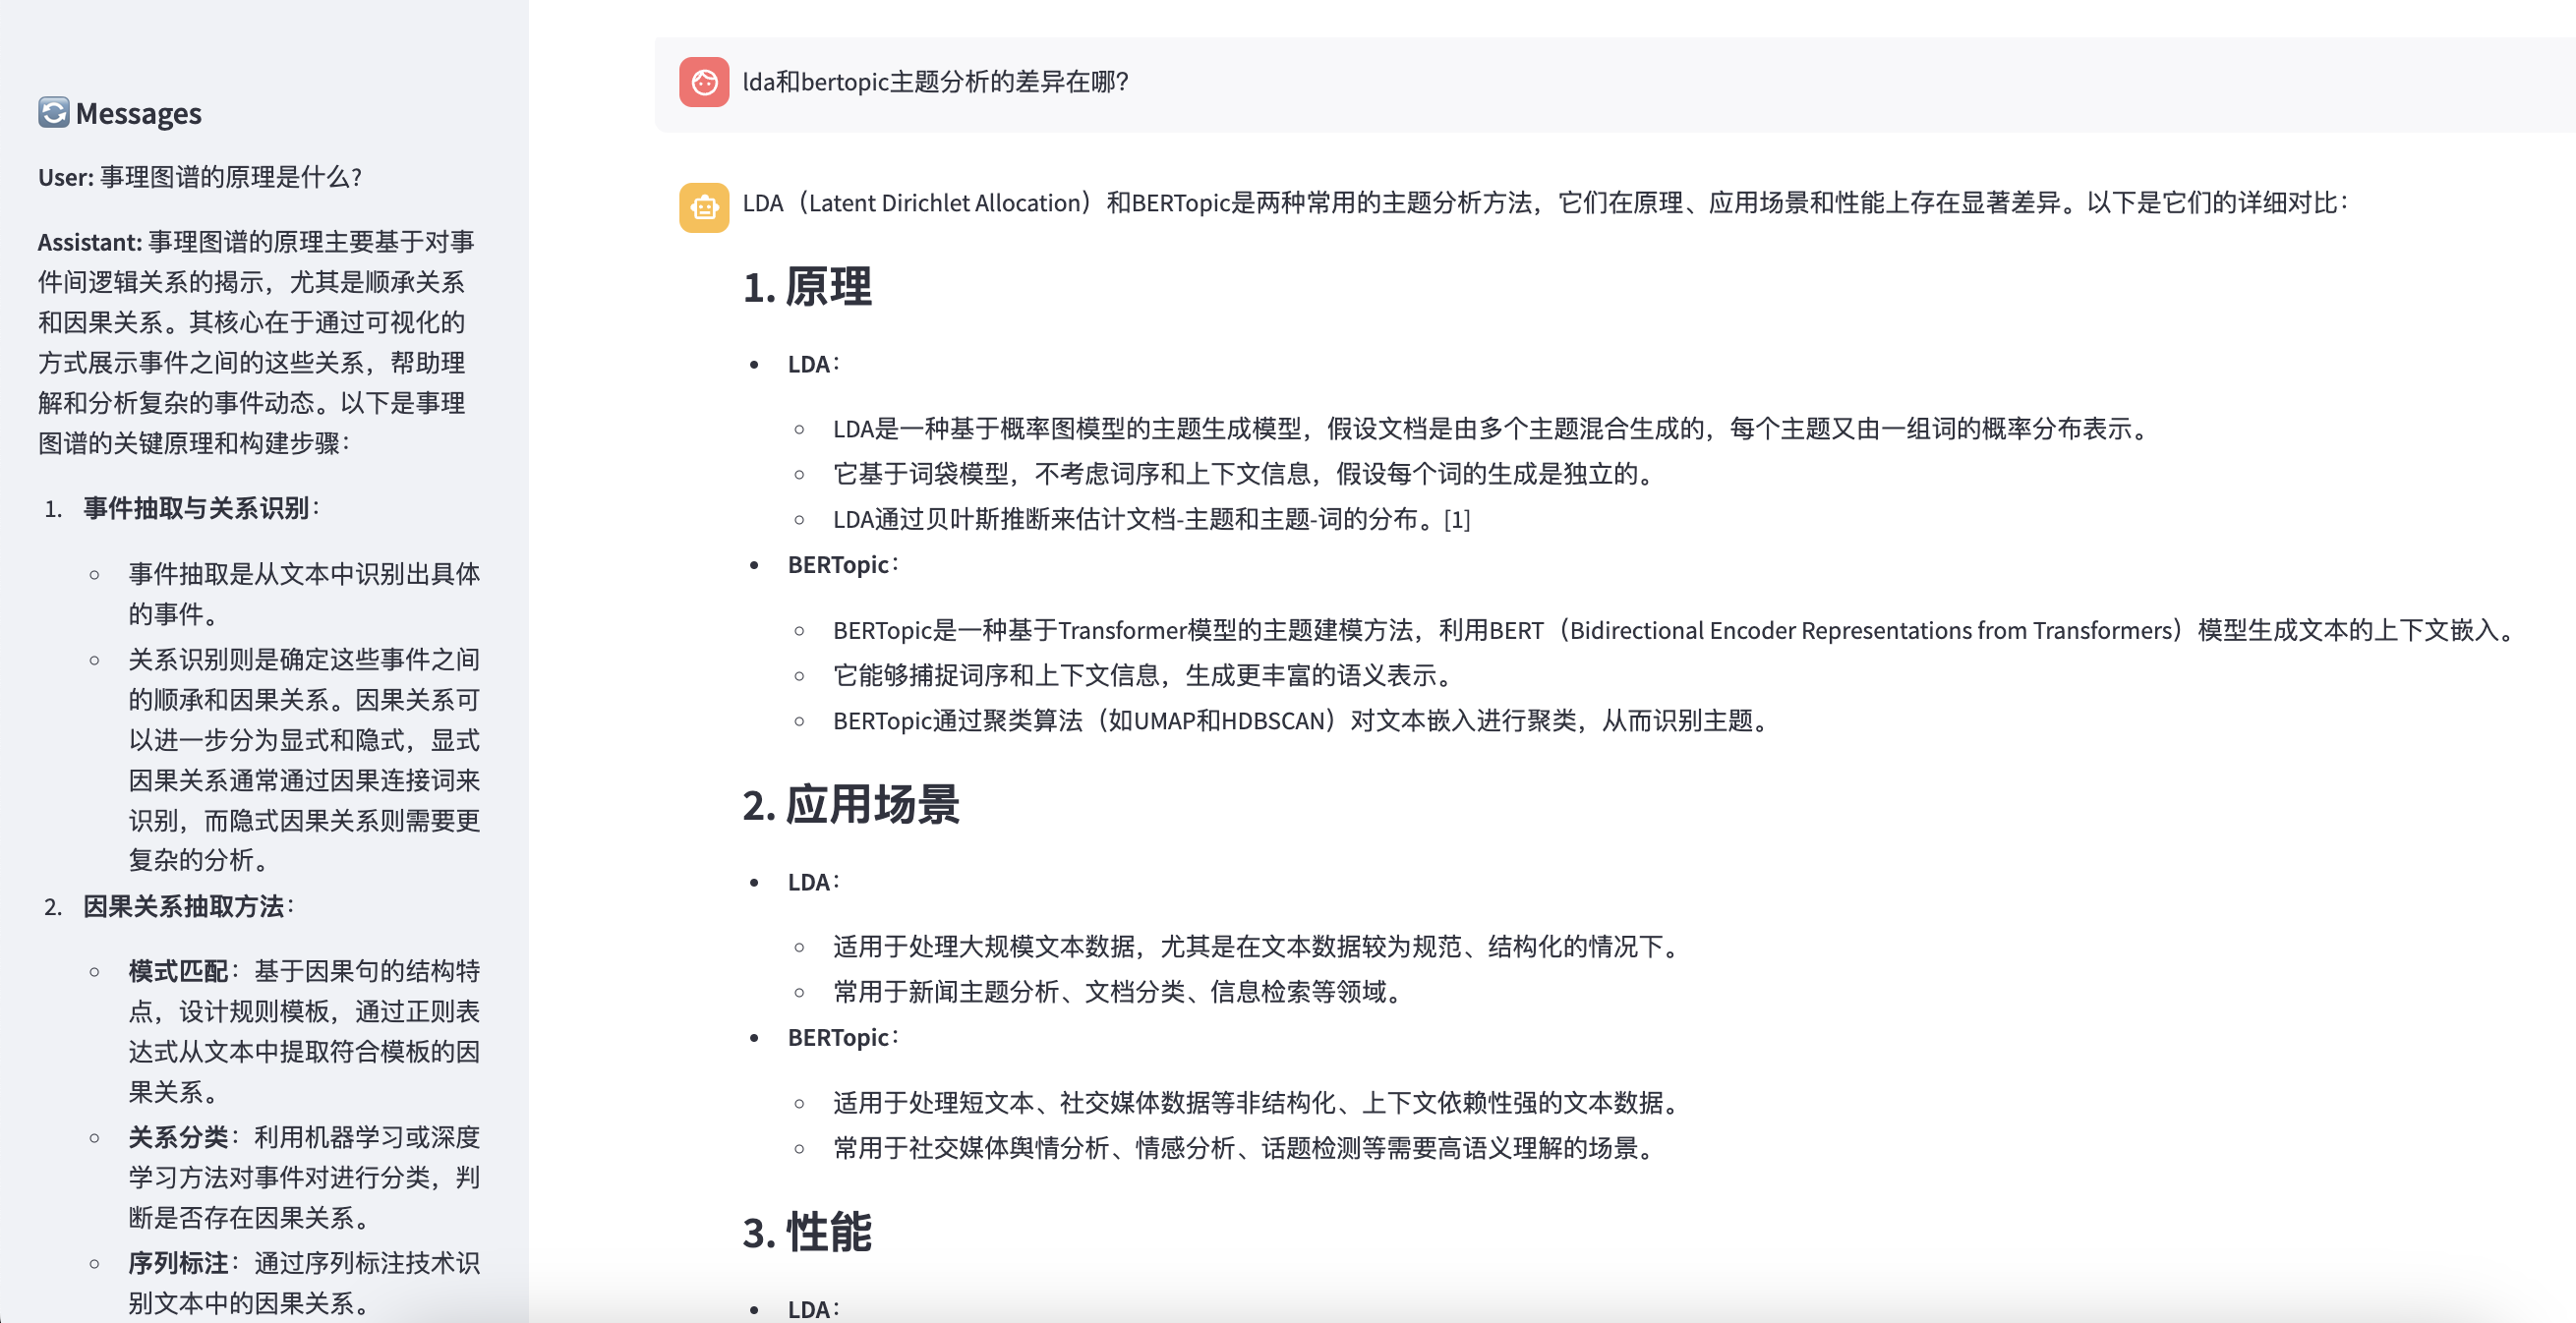 Messages
User: 事理图谱的原理是什么？
Assistant: 事理图谱的原理主要基于对事
件间逻辑关系的揭示，尤其是顺承关系
和因果关系。其核心在于通过可视化的
方式展示事件之间的这些关系，帮助理
解和分析复杂的事件动态。以下是事理
图谱的关键原理和构建步骤：
1. 事件抽取与关系识别：
事件抽取是从文本中识别出具体
的事件。
关系识别则是确定这些事件之间
的顺承和因果关系。因果关系可
以进一步分为显式和隐式，显式
因果关系通常通过因果连接词来
识别，而隐式因果关系则需要更
复杂的分析。
2. 因果关系抽取方法：
模式匹配：基于因果句的结构特
点，设计规则模板，通过正则表
达式从文本中提取符合模板的因
果关系。
关系分类：利用机器学习或深度
学习方法对事件对进行分类，判
断是否存在因果关系。
序列标注：通过序列标注技术识
别文本中的因果关系。
lda和bertopic主题分析的差异在哪？
LDA（Latent Dirichlet Allocation）和BERTopic是两种常用的主题分析方法，它们在原理、应用场景和性能上存在显著差异。以下是它们的详细对比：
1. 原理
LDA：
LDA是一种基于概率图模型的主题生成模型，假设文档是由多个主题混合生成的，每个主题又由一组词的概率分布表示。
它基于词袋模型，不考虑词序和上下文信息，假设每个词的生成是独立的。
LDA通过贝叶斯推断来估计文档-主题和主题-词的分布。[1]
BERTopic：
BERTopic是一种基于Transformer模型的主题建模方法，利用BERT（Bidirectional Encoder Representations from Transformers）模型生成文本的上下文嵌入。
它能够捕捉词序和上下文信息，生成更丰富的语义表示。
BERTopic通过聚类算法（如UMAP和HDBSCAN）对文本嵌入进行聚类，从而识别主题。
2. 应用场景
LDA：
适用于处理大规模文本数据，尤其是在文本数据较为规范、结构化的情况下。
常用于新闻主题分析、文档分类、信息检索等领域。
BERTopic：
适用于处理短文本、社交媒体数据等非结构化、上下文依赖性强的文本数据。
常用于社交媒体舆情分析、情感分析、话题检测等需要高语义理解的场景。
3. 性能
LDA：